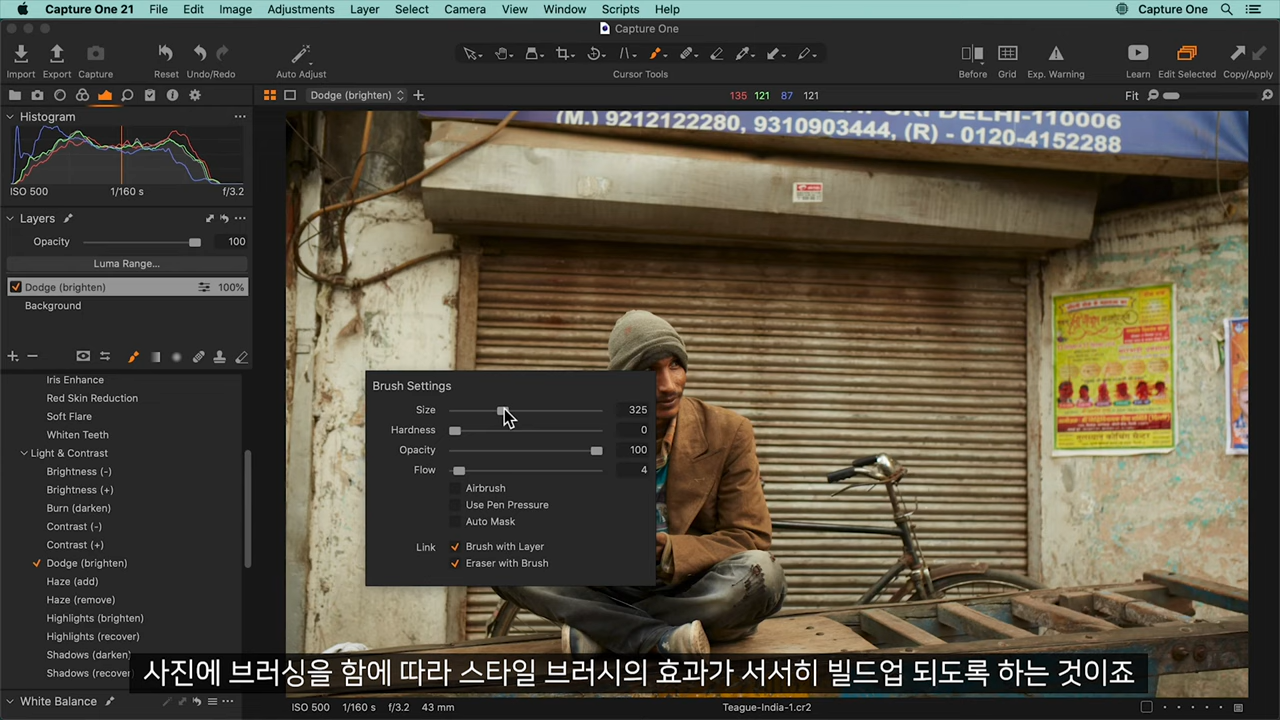 Capture One 21 File Edit Image Adjustments Layer Select Camera View Window Scripts Help Capture One
Capture One
Import Export Capture Reset Undo/Redo Auto Adjust Cursor Tools Before Grid Exp. Warning Learn Edit Selected Copy/Apply
Dodge (brighten) 135 121 87 121 Fit
Histogram
ISO 500 1/160 s f/3.2
Layers
Opacity 100
Luma Range...
Dodge (brighten) 100%
Background
Iris Enhance
Red Skin Reduction
Soft Flare
Whiten Teeth
Light & Contrast
Brightness (-)
Brightness (+)
Burn (darken)
Contrast (-)
Contrast (+)
Dodge (brighten)
Haze (add)
Haze (remove)
Highlights (brighten)
Highlights (recover)
Shadows (darken)
Shadows (recover)
White Balance
(M.) 9212122280, 9310903444, (R) - 0120-4152288
DELHI-110006
Brush Settings
Size 325
Hardness 0
Opacity 100
Flow 4
Airbrush
Use Pen Pressure
Auto Mask
Link Brush with Layer
Eraser with Brush
사진에 브러싱을 함에 따라 스타일 브러시의 효과가 서서히 빌드업 되도록 하는 것이죠
ISO 500 1/160 s f/3.2 43 mm Teague-India-1.cr2